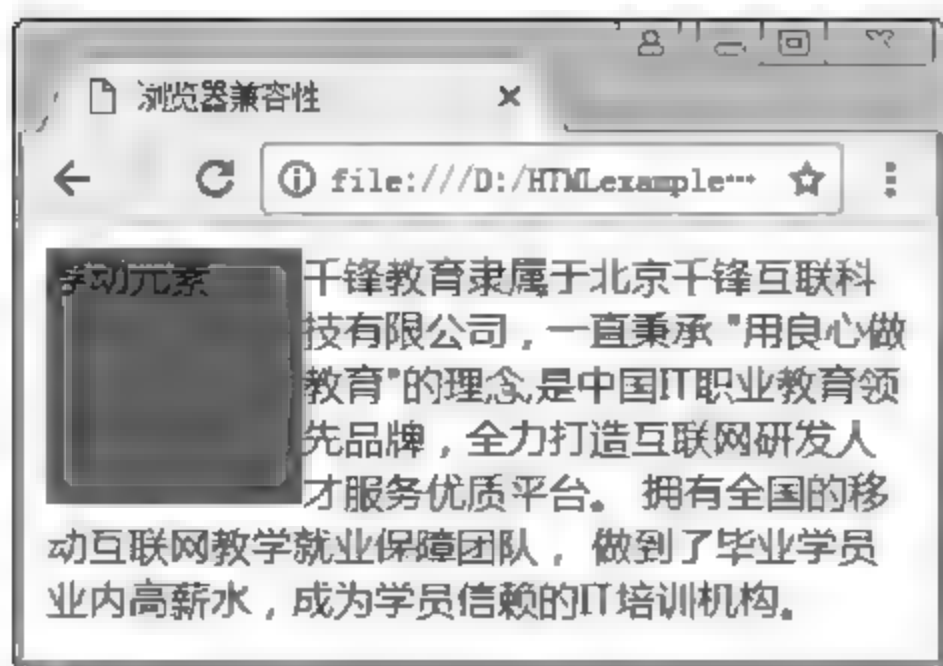 浏览器兼容性
file:///D:/HTMLexample…
浮动元素
千锋教育隶属于北京千锋互联科
技有限公司，一直秉承"用良心做
教育"的理念,是中国IT职业教育领
先品牌，全力打造互联网研发人
才服务优质平台。 拥有全国的移
动互联网教学就业保障团队， 做到了毕业学员
业内高薪水，成为学员信赖的IT培训机构。